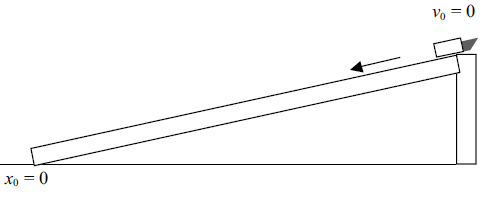 v₀ = 0
x₀ = 0